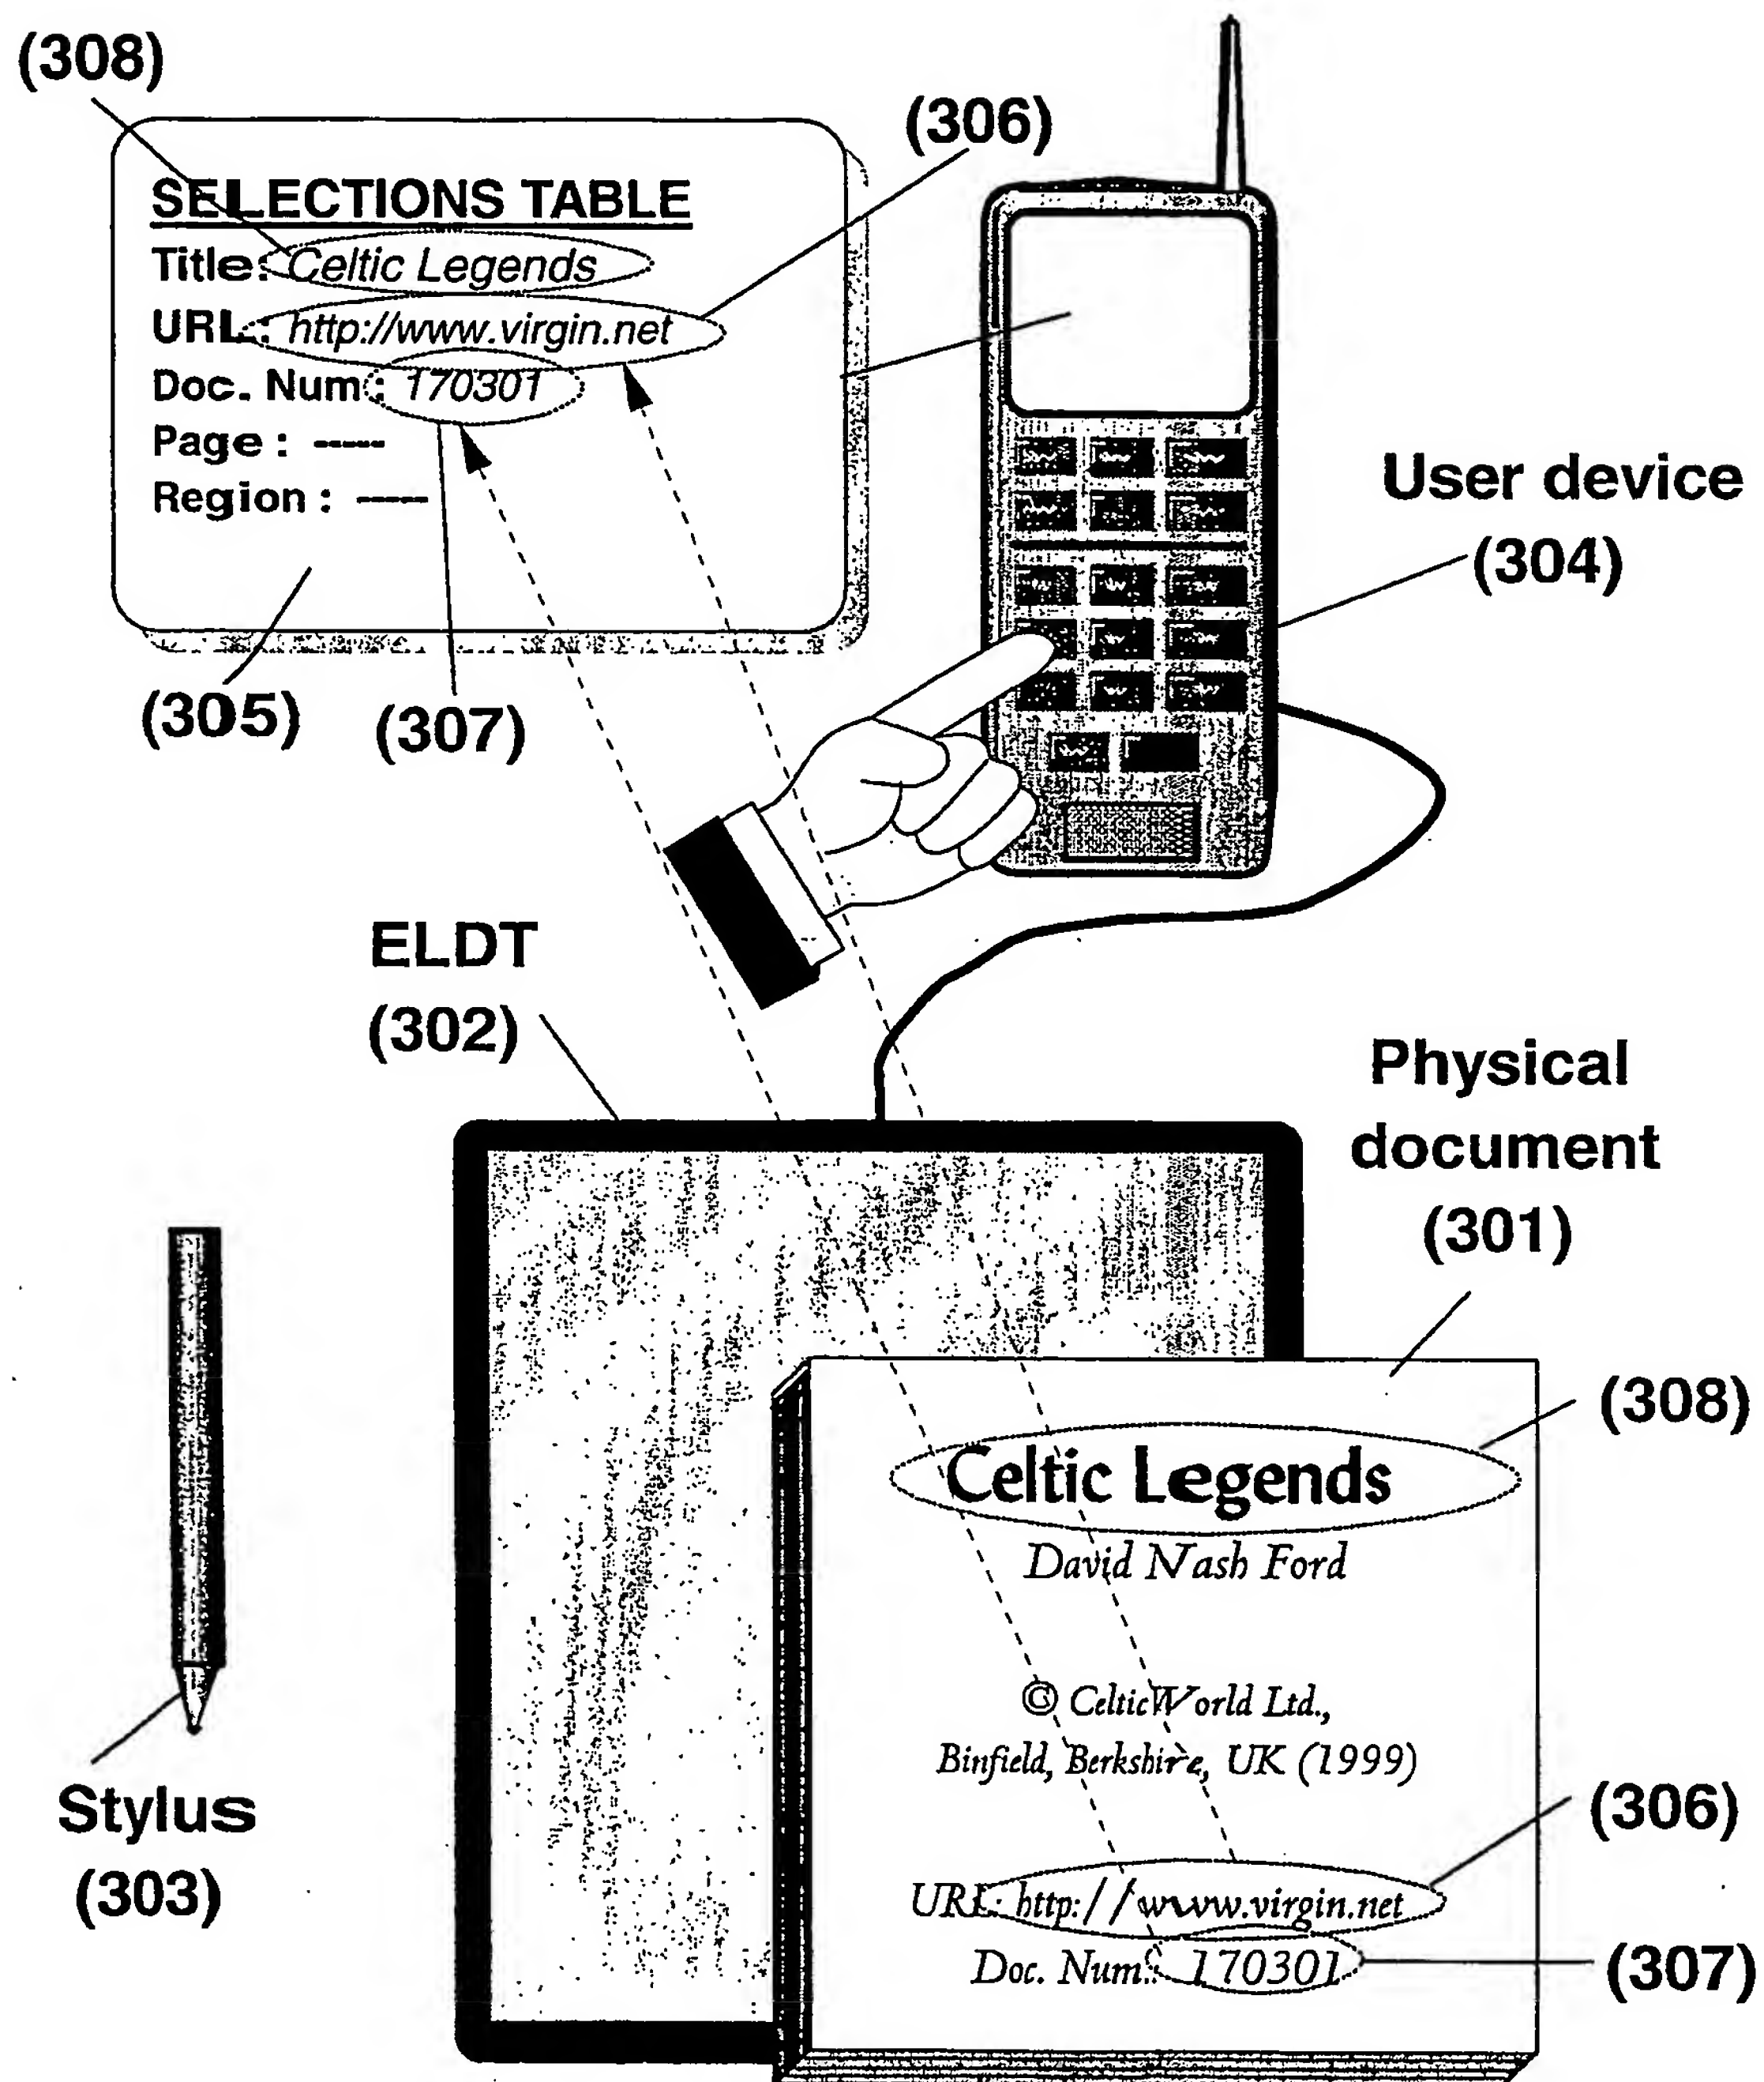 (308)
(306)
SELECTIONS TABLE
Title: Celtic Legends
URL: http://www.virgin.net
Doc. Num: 170301
Page : ----
Region : ----
User device
(304)
(305)
(307)
ELDT
(302)
Physical
document
(301)
(308)
Celtic Legends
David Nash Ford
© CelticWorld Ltd.,
Binfield, Berkshire, UK (1999)
Stylus
(303)
(306)
URL: http://www.virgin.net
Doc. Num.: 170301
(307)